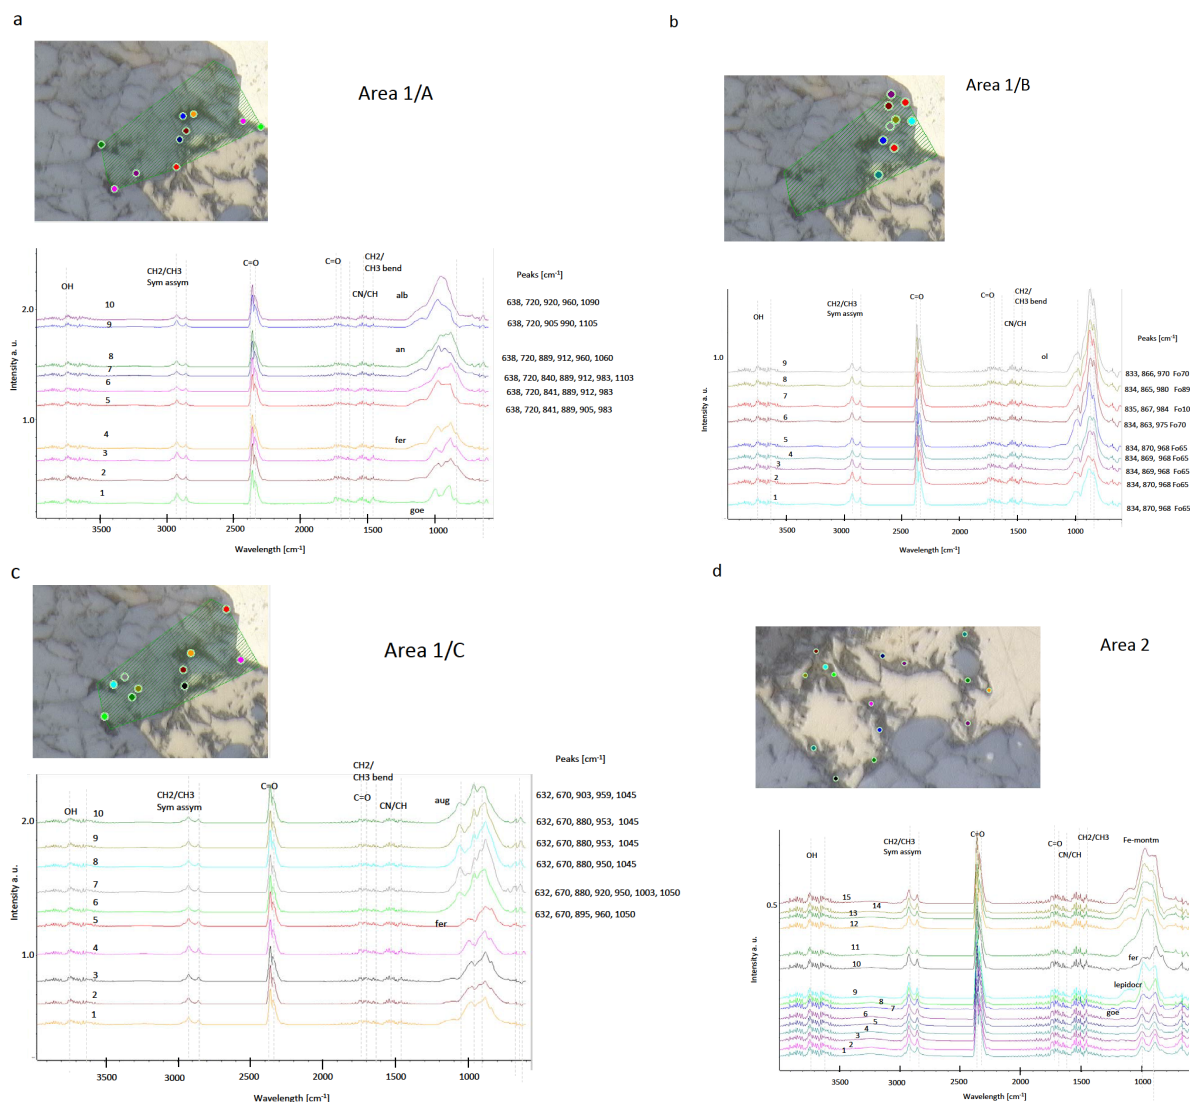 a
Area 1/A
OH
CH2/CH3
Sym assym
C=O
C=O
CH2/
CH3 bend
CN/CH
Peaks [cm-1]
alb
an
fer
goe
10
9
8
7
6
5
4
3
2
1
638, 720, 920, 960, 1090
638, 720, 905 990, 1105
638, 720, 889, 912, 960, 1060
638, 720, 840, 889, 912, 983, 1103
638, 720, 841, 889, 912, 983
638, 720, 841, 889, 905, 983
Intensity a. u.
2.0
1.0
3500
3000
2500
2000
1500
1000
Wavelength [cm-1]
b
Area 1/B
OH
CH2/CH3
Sym assym
C=O
C=O
CH2/
CH3 bend
CN/CH
Peaks [cm-1]
ol
9
8
7
6
5
4
3
2
1
833, 866, 970 Fo70
834, 865, 980 Fo89
835, 867, 984 Fo10
834, 863, 975 Fo70
834, 870, 968 Fo65
834, 869, 968 Fo65
834, 869, 968 Fo65
834, 870, 968 Fo65
834, 870, 968 Fo65
Intensity a. u.
1.0
3500
3000
2500
2000
1500
1000
Wavelength [cm-1]
c
Area 1/C
OH
CH2/CH3
Sym assym
C=O
CH2/
CH3 bend
C=O
CN/CH
Peaks [cm-1]
aug
fer
10
9
8
7
6
5
4
3
2
1
632, 670, 903, 959, 1045
632, 670, 880, 953, 1045
632, 670, 880, 953, 1045
632, 670, 880, 950, 1045
632, 670, 880, 920, 950, 1003, 1050
632, 670, 895, 960, 1050
Intensity a. u.
2.0
1.0
3500
3000
2500
2000
1500
1000
Wavelength [cm-1]
d
Area 2
OH
CH2/CH3
Sym assym
C=O
C=O
CN/CH
CH2/CH3
Fe-montm
fer
lepidocr
goe
15
14
13
12
11
10
9
8
7
6
5
4
3
2
1
Intensity a. u.
0.5
3500
3000
2500
2000
1500
1000
Wavelength [cm-1]